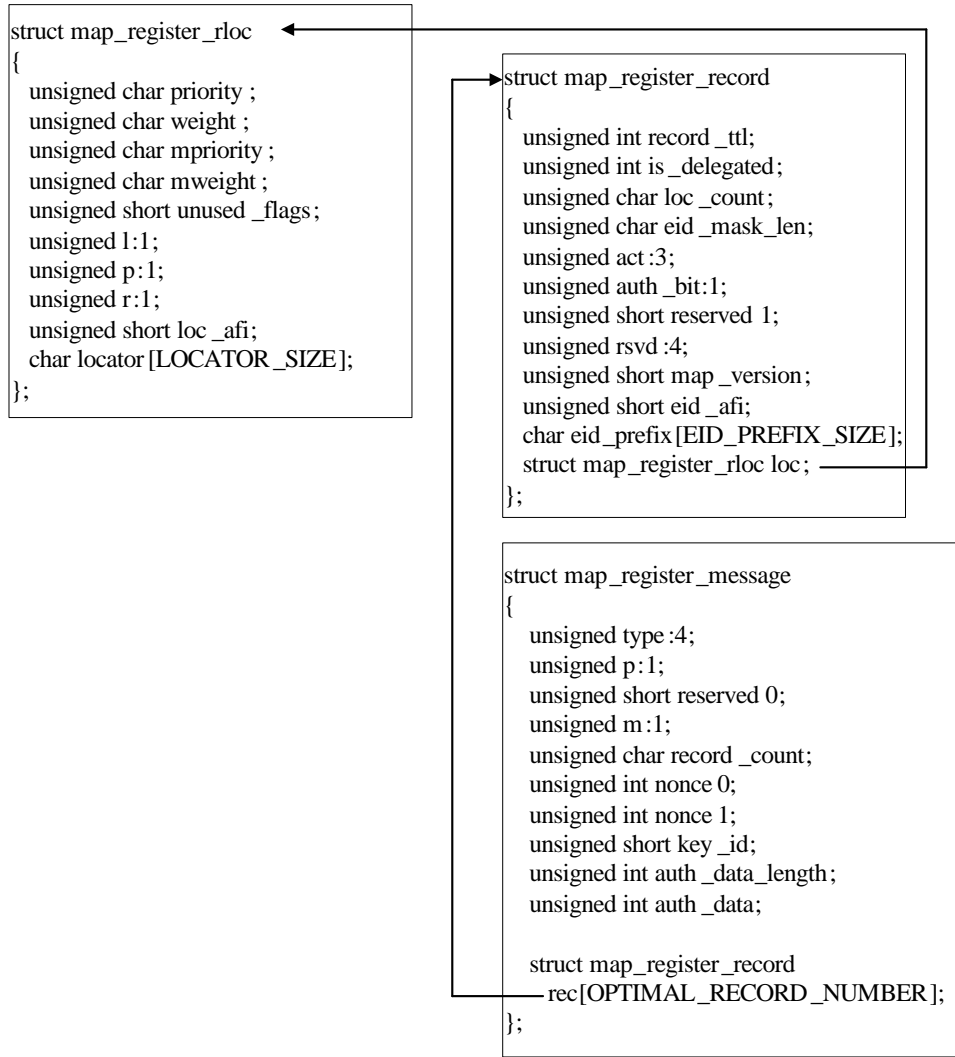 struct map_register_rloc
{
unsigned char priority ;
unsigned char weight ;
unsigned char mpriority ;
unsigned char mweight ;
unsigned short unused _flags;
unsigned l:1;
unsigned p:1;
unsigned r:1;
unsigned short loc _afi;
char locator[LOCATOR_SIZE];
};
struct map_register_record
{
unsigned int record _ttl;
unsigned int is _delegated;
unsigned char loc _count;
unsigned char eid _mask_len;
unsigned act :3;
unsigned auth _bit:1;
unsigned short reserved 1;
unsigned rsvd :4;
unsigned short map _version;
unsigned short eid _afi;
char eid_prefix[EID_PREFIX_SIZE];
struct map_register_rloc loc;
};
struct map_register_message
{
unsigned type :4;
unsigned p:1;
unsigned short reserved 0;
unsigned m:1;
unsigned char record _count;
unsigned int nonce 0;
unsigned int nonce 1;
unsigned short key _id;
unsigned int auth _data_length;
unsigned int auth _data;
struct map_register_record
rec[OPTIMAL_RECORD _NUMBER];
};